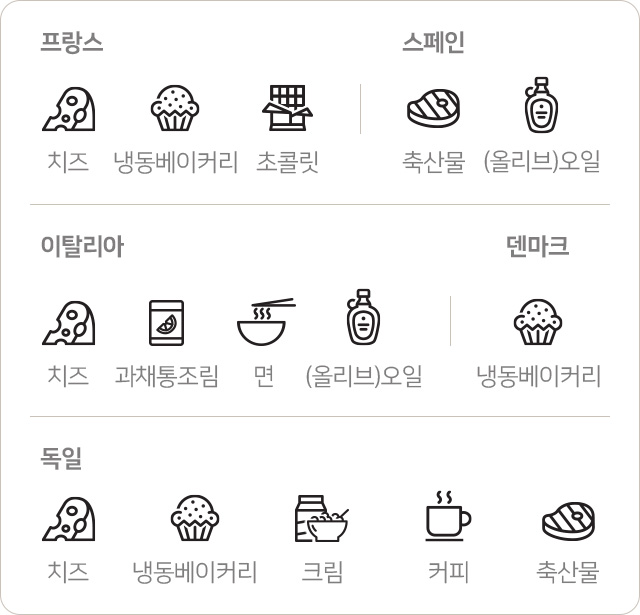 프랑스 스페인
치즈 냉동베이커리 초콜릿 축산물 (올리브)오일
이탈리아 덴마크
치즈 과채통조림 면 (올리브)오일 냉동베이커리
독일
치즈 냉동베이커리 크림 커피 축산물